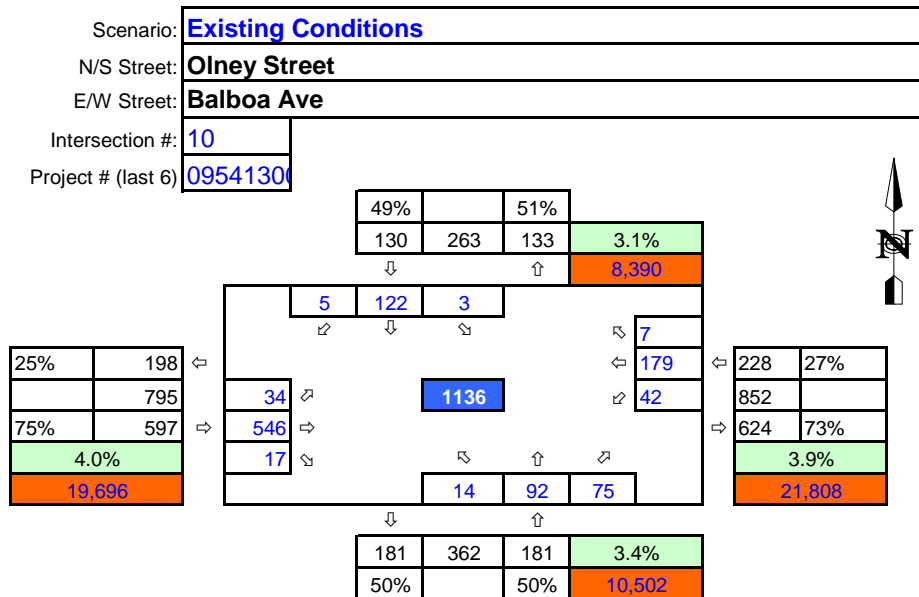 Scenario: Existing Conditions
N/S Street: Olney Street
E/W Street: Balboa Ave
Intersection #: 10
Project # (last 6) 09541300
N
49% 51%
130 263 133 3.1%
⇩ ⇧ 8,390
5 122 3
⬃ ⇩ ⬂
⬁ 7
25% 198 ⇦ ⇦ 179 ⇦ 228 27%
795 34 ⬀ 1136 ⬃ 42 852
75% 597 ⇨ 546 ⇨ ⇨ 624 73%
4.0% 17 ⬂ ⬁ ⇧ ⬀ 3.9%
19,696 14 92 75 21,808
⇩ ⇧
181 362 181 3.4%
50% 50% 10,502